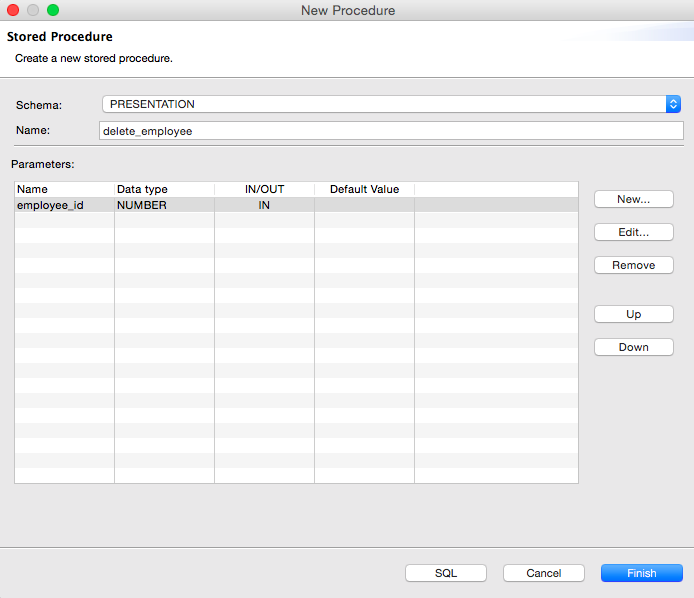 New Procedure
Stored Procedure
Create a new stored procedure.
Schema: PRESENTATION
Name: delete_employee
Parameters:
Name Data type IN/OUT Default Value
employee_id NUMBER IN
New...
Edit...
Remove
Up
Down
SQL Cancel Finish